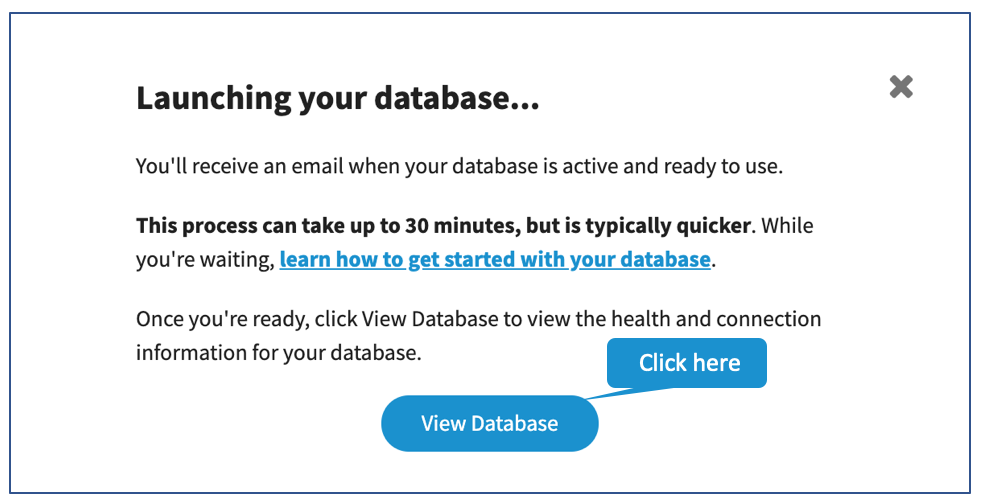 Launching your database...
You'll receive an email when your database is active and ready to use.
This process can take up to 30 minutes, but is typically quicker. While
you're waiting, learn how to get started with your database.
Once you're ready, click View Database to view the health and connection
information for your database.
Click here
View Database